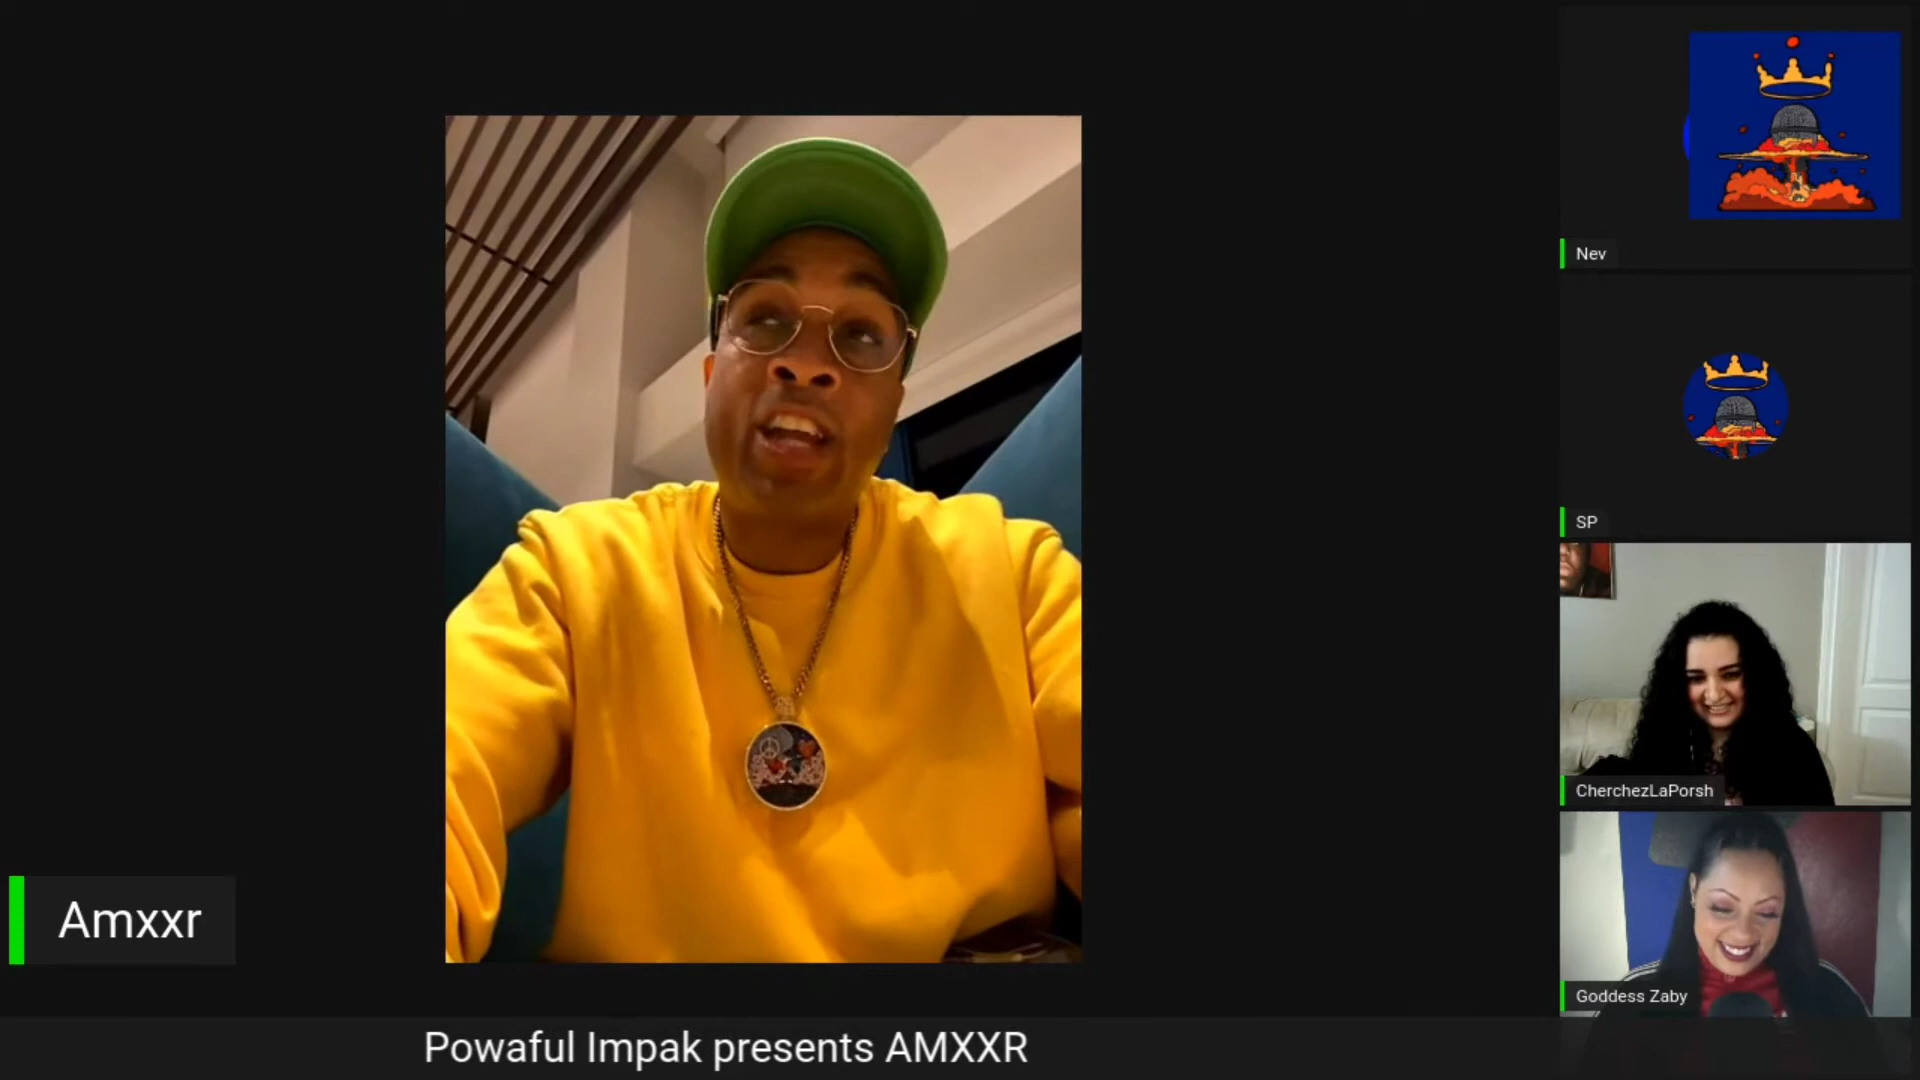 Nev
SP
CherchezLaPorsh
Amxxr
Goddess Zaby
Powaful Impak presents AMXXR